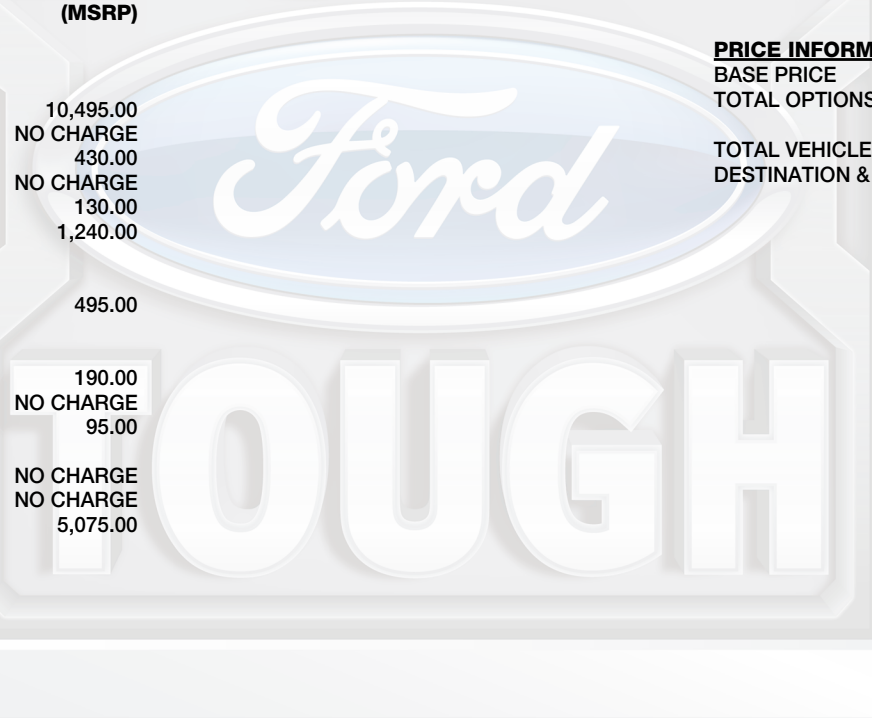 (MSRP)
10,495.00
NO CHARGE
430.00
NO CHARGE
130.00
1,240.00
495.00
190.00
NO CHARGE
95.00
NO CHARGE
NO CHARGE
5,075.00
PRICE INFORM
BASE PRICE
TOTAL OPTIONS
TOTAL VEHICLE
DESTINATION &
Ford
TOUGH